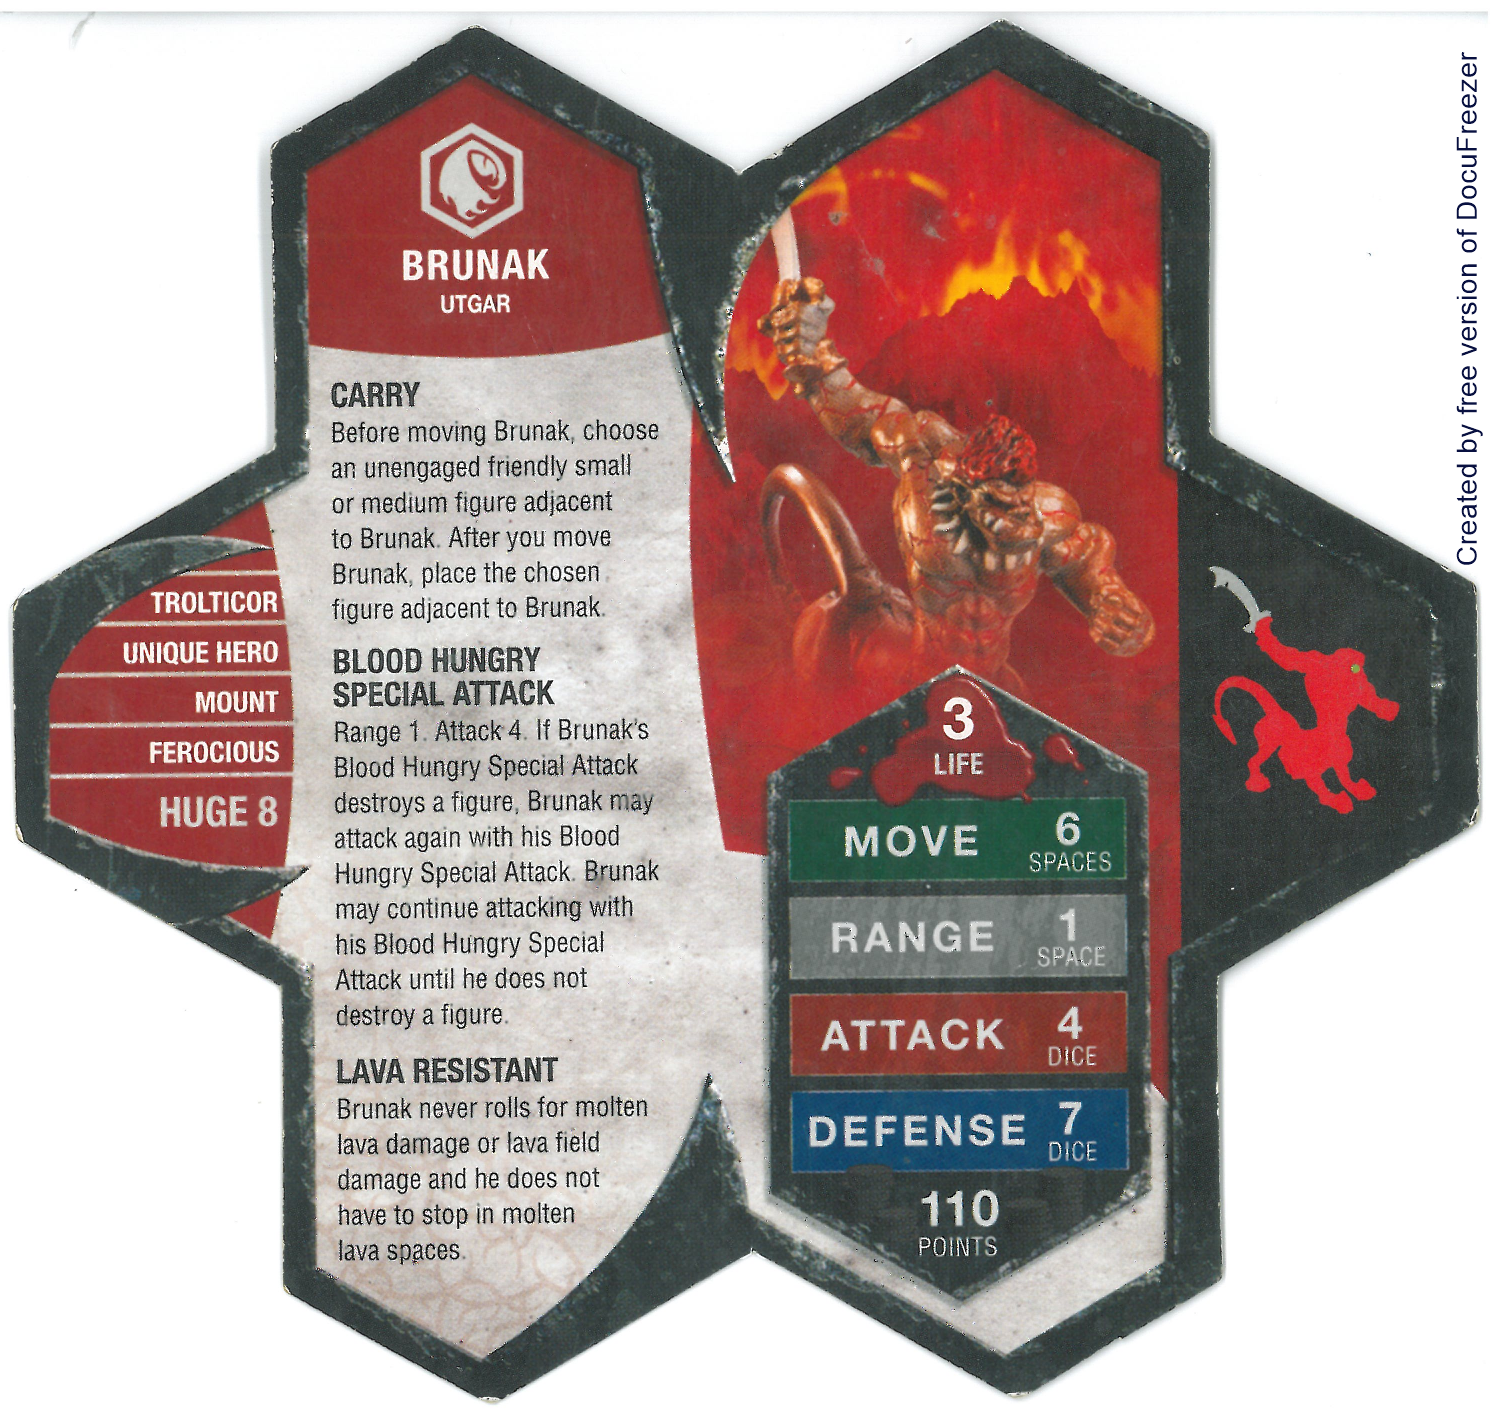 BRUNAK
UTGAR
CARRY
Before moving Brunak, choose
an unengaged friendly small
or medium figure adjacent
to Brunak. After you move
Brunak, place the chosen
figure adjacent to Brunak.
BLOOD HUNGRY
SPECIAL ATTACK
Range 1. Attack 4. If Brunak's
Blood Hungry Special Attack
destroys a figure, Brunak may
attack again with his Blood
Hungry Special Attack. Brunak
may continue attacking with
his Blood Hungry Special
Attack until he does not
destroy a figure.
LAVA RESISTANT
Brunak never rolls for molten
lava damage or lava field
damage and he does not
have to stop in molten
lava spaces.
TROLTICOR
UNIQUE HERO
MOUNT
FEROCIOUS
HUGE 8
3
LIFE
MOVE 6
SPACES
RANGE 1
SPACE
ATTACK 4
DICE
DEFENSE 7
DICE
110
POINTS
Created by free version of DocuFreezer